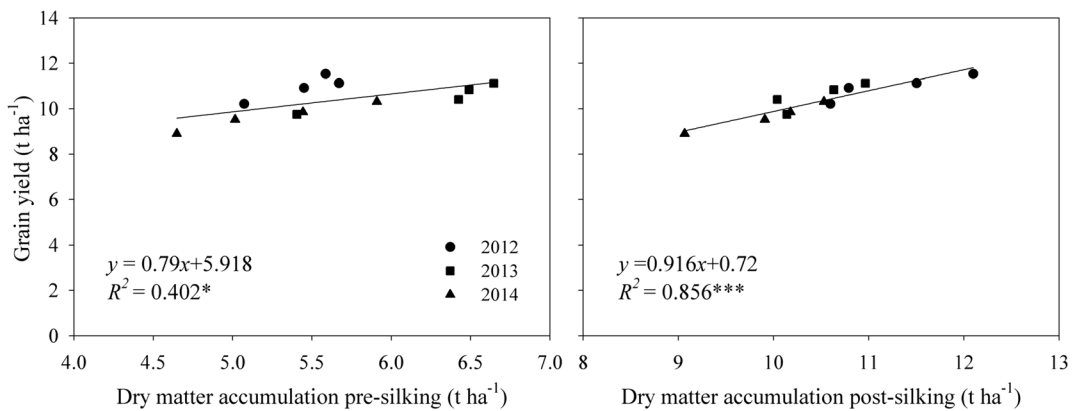 Grain yield (t ha⁻¹)
14
12
10
8
6
4
2
0
y = 0.79x+5.918
R² = 0.402*
2012
2013
2014
4.0 4.5 5.0 5.5 6.0 6.5 7.0
Dry matter accumulation pre-silking (t ha⁻¹)
y =0.916x+0.72
R² = 0.856***
8 9 10 11 12 13
Dry matter accumulation post-silking (t ha⁻¹)